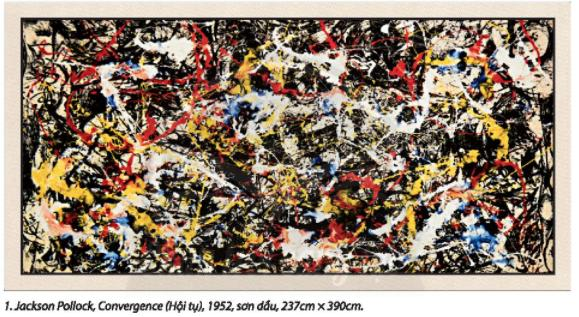 1. Jackson Pollock, Convergence (Hội tụ), 1952, sơn dầu, 237cm × 390cm.